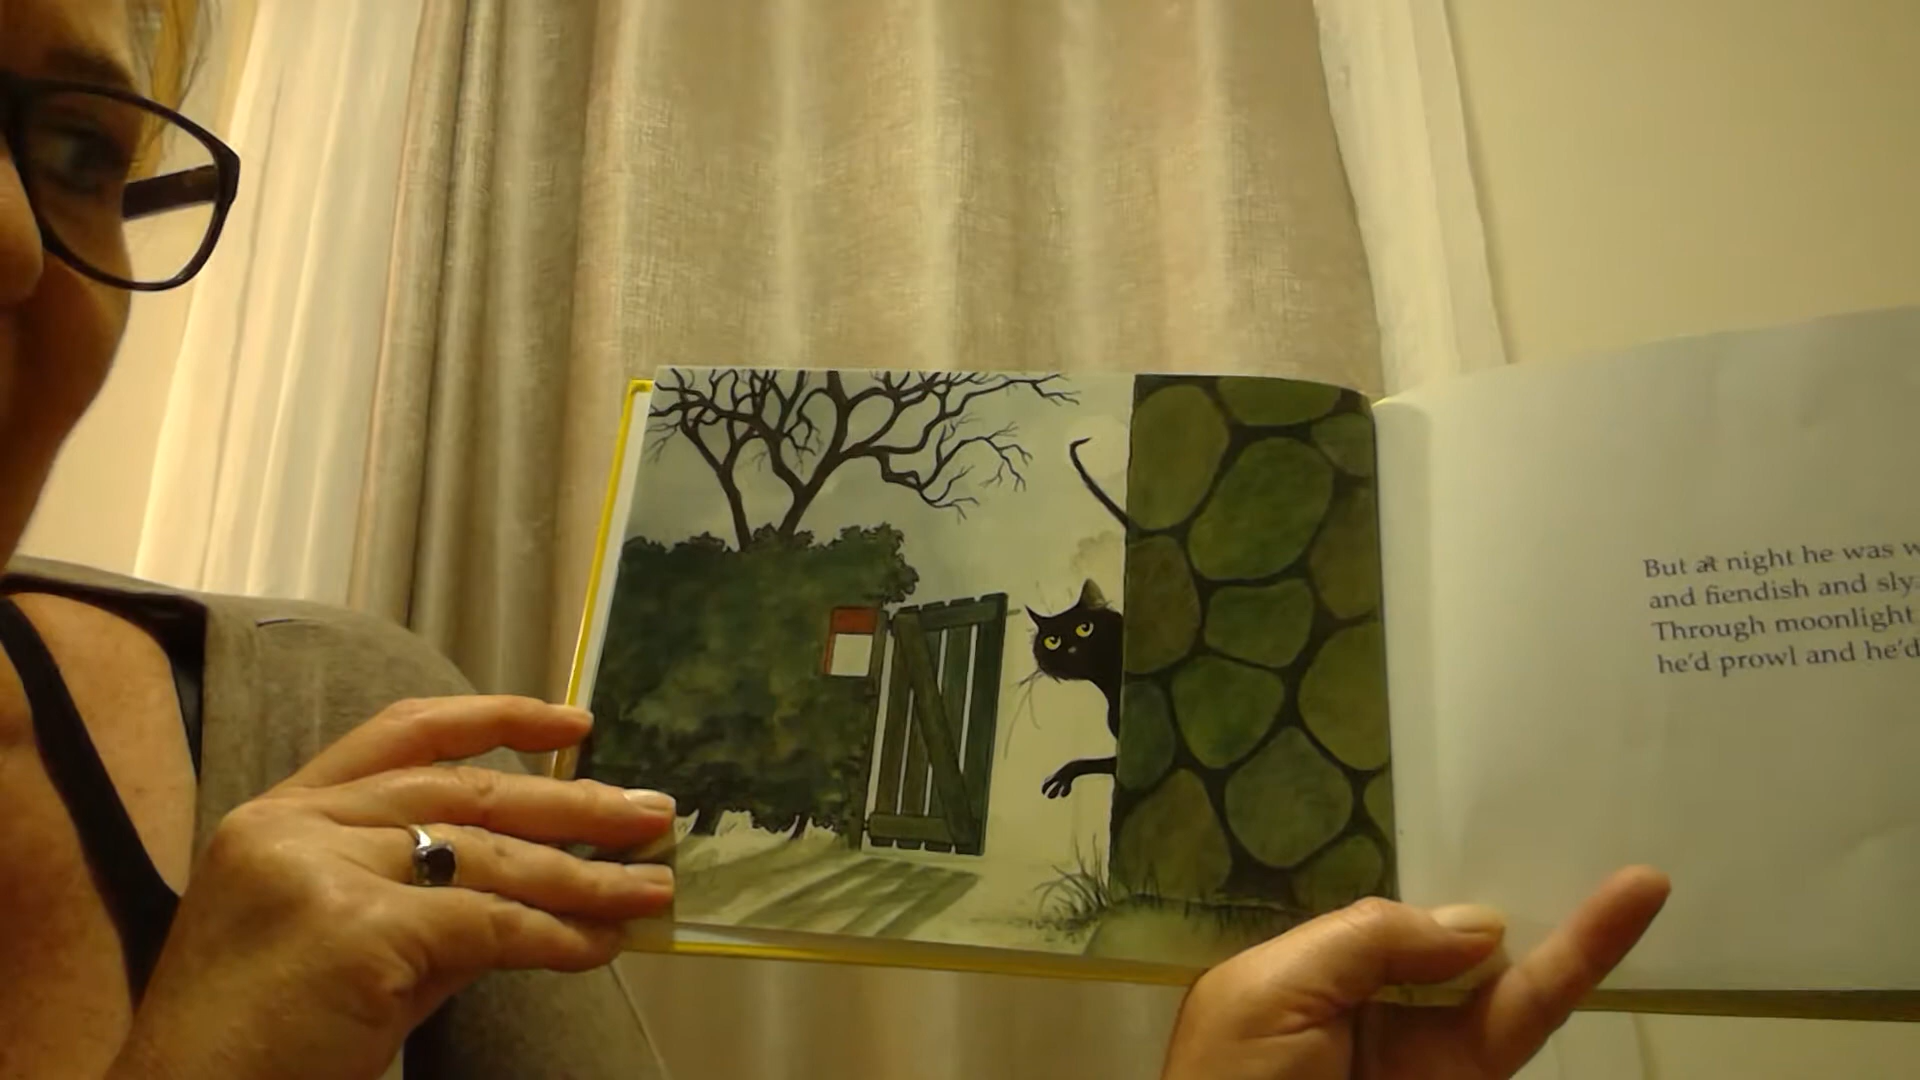 But at night he was
and fiendish and sly.
Through moonlight
he'd prowl and he'd